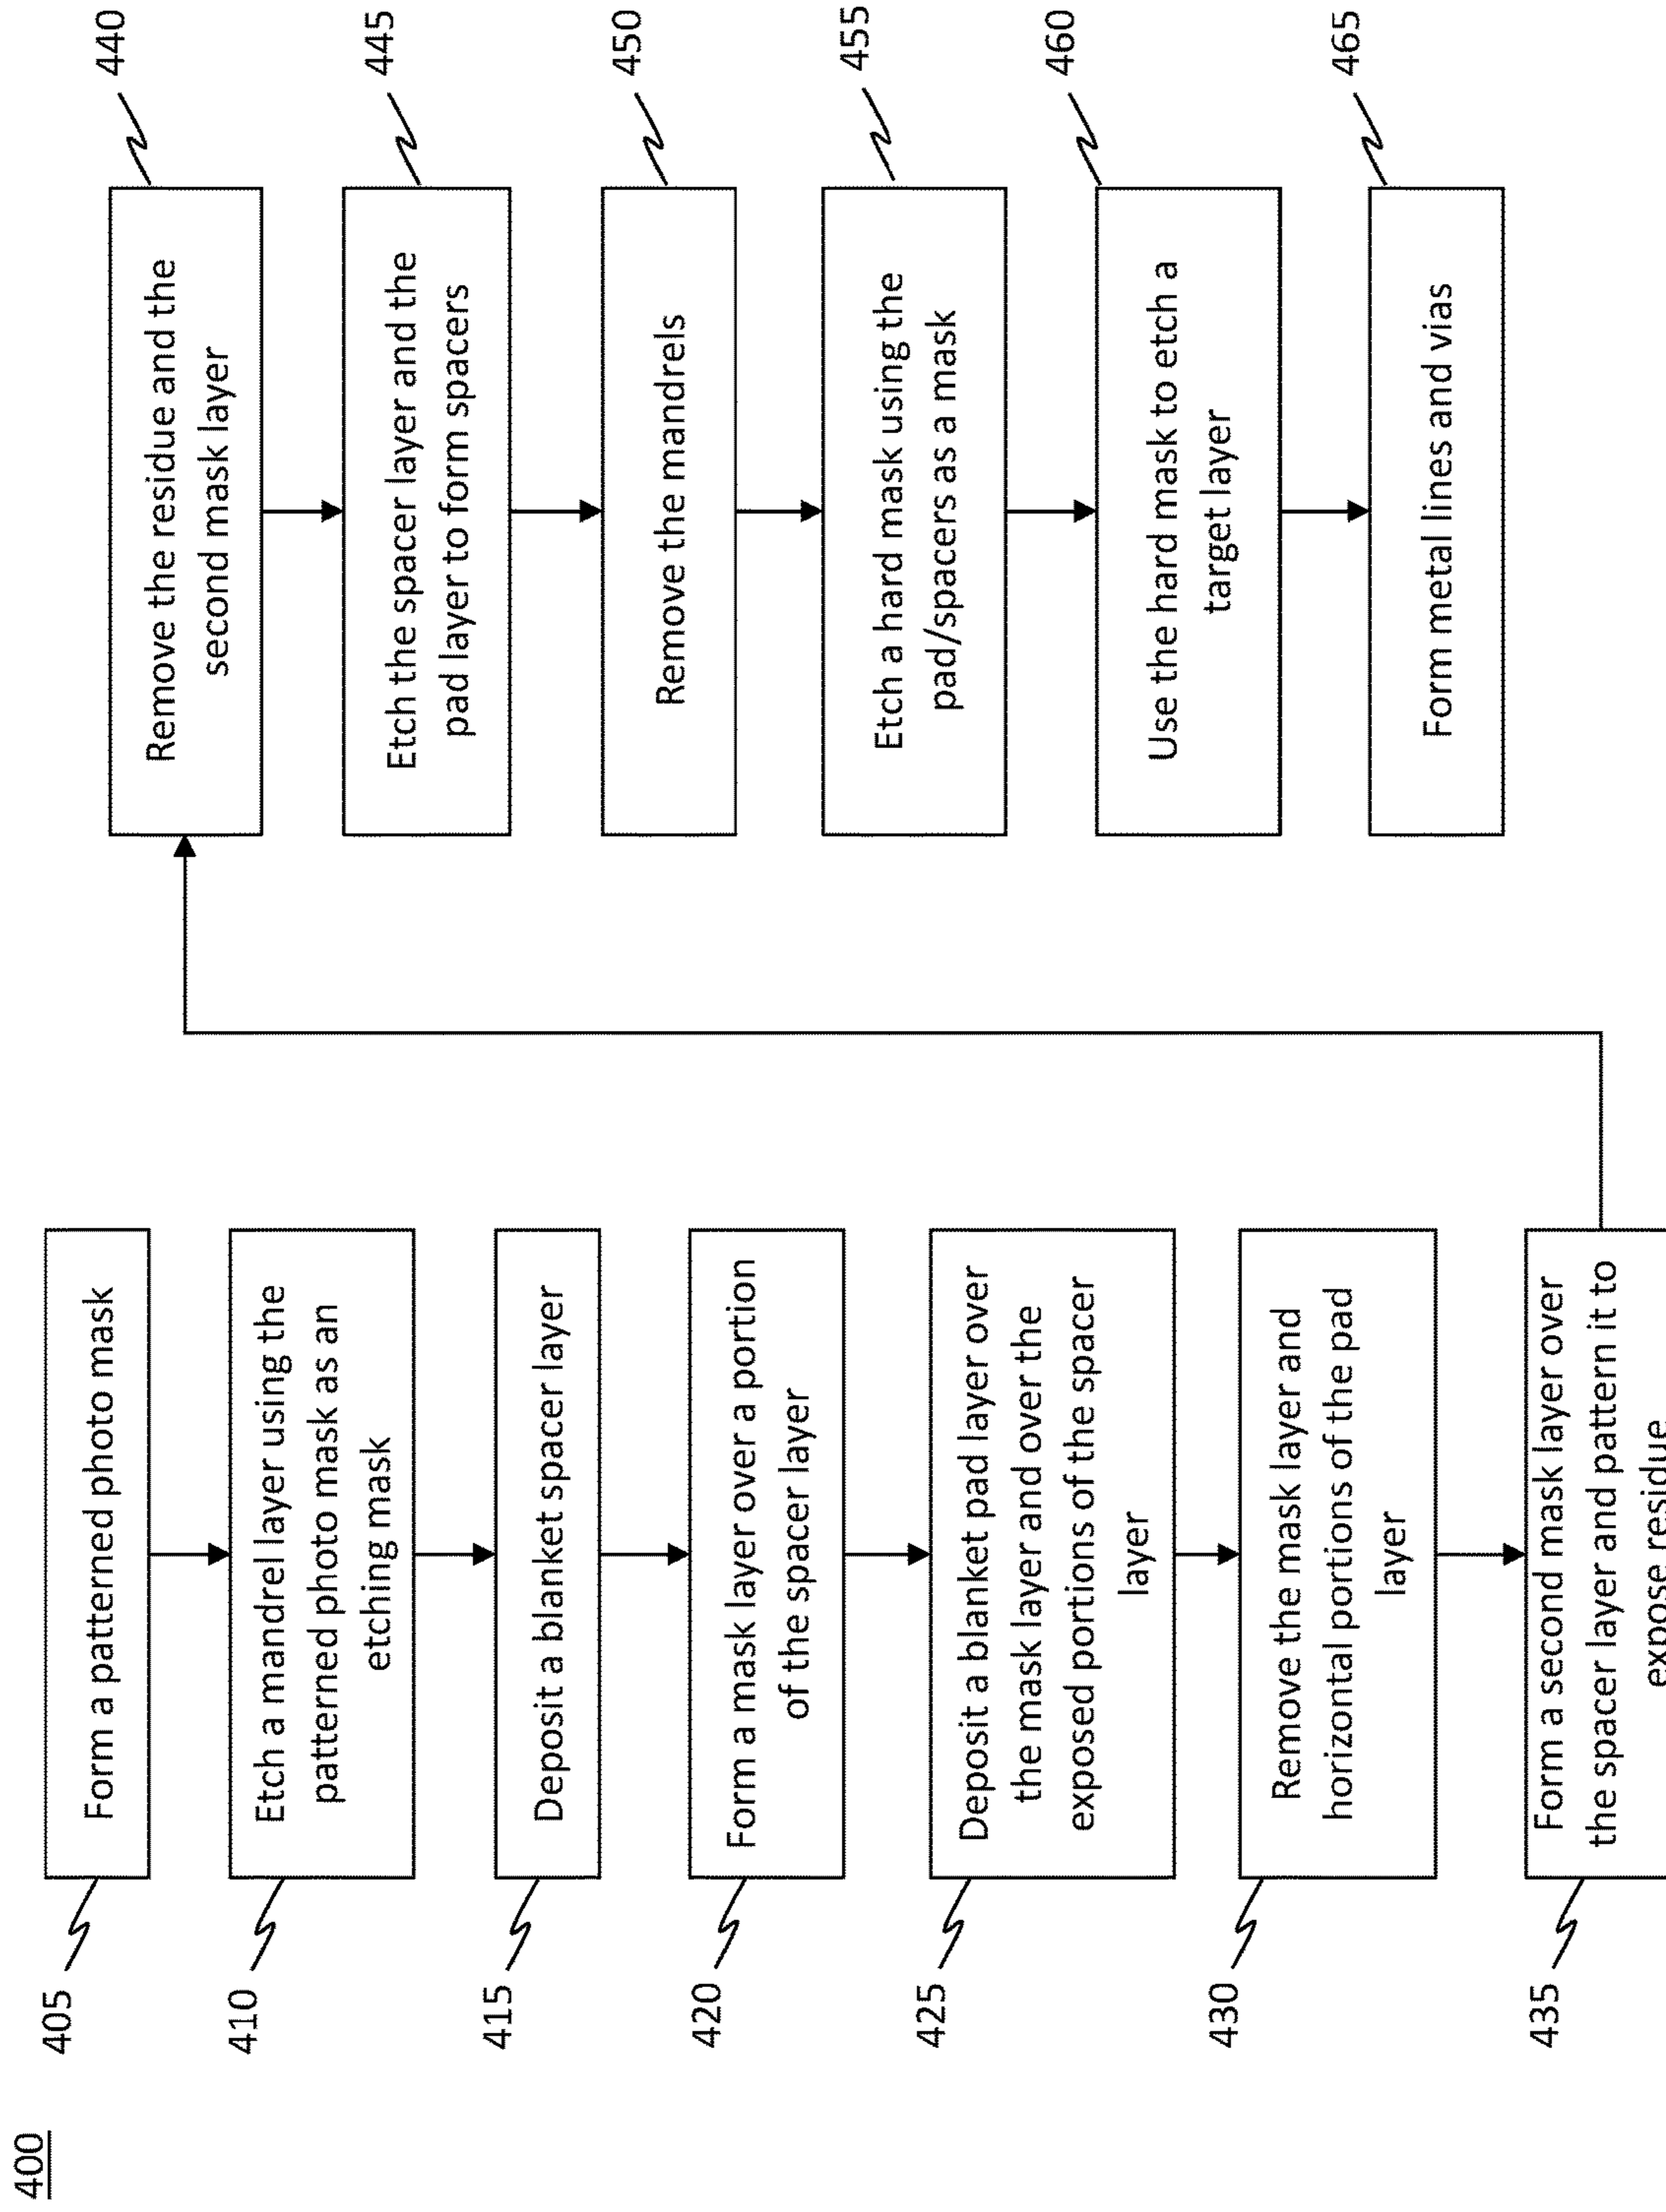 400
405
Form a patterned photo mask
410
Etch a mandrel layer using the
patterned photo mask as an
etching mask
415
Deposit a blanket spacer layer
420
Form a mask layer over a portion
of the spacer layer
425
Deposit a blanket pad layer over
the mask layer and over the
exposed portions of the spacer
layer
430
Remove the mask layer and
horizontal portions of the pad
layer
435
Form a second mask layer over
the spacer layer and pattern it to
expose residue
440
Remove the residue and the
second mask layer
445
Etch the spacer layer and the
pad layer to form spacers
450
Remove the mandrels
455
Etch a hard mask using the
pad/spacers as a mask
460
Use the hard mask to etch a
target layer
465
Form metal lines and vias